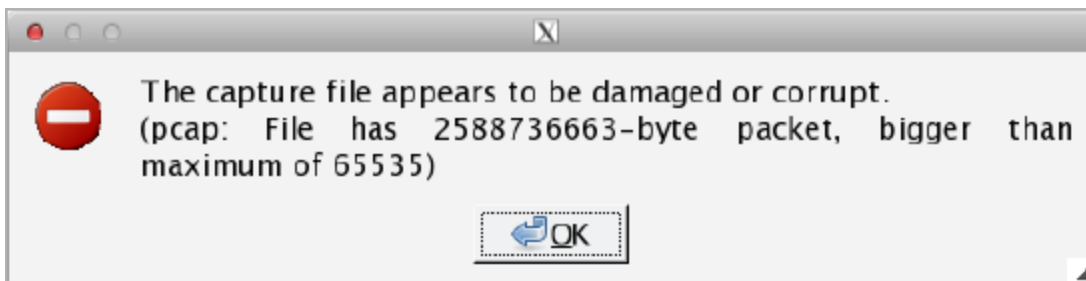 The capture file appears to be damaged or corrupt.
(pcap: File has 2588736663-byte packet, bigger than
maximum of 65535)
OK